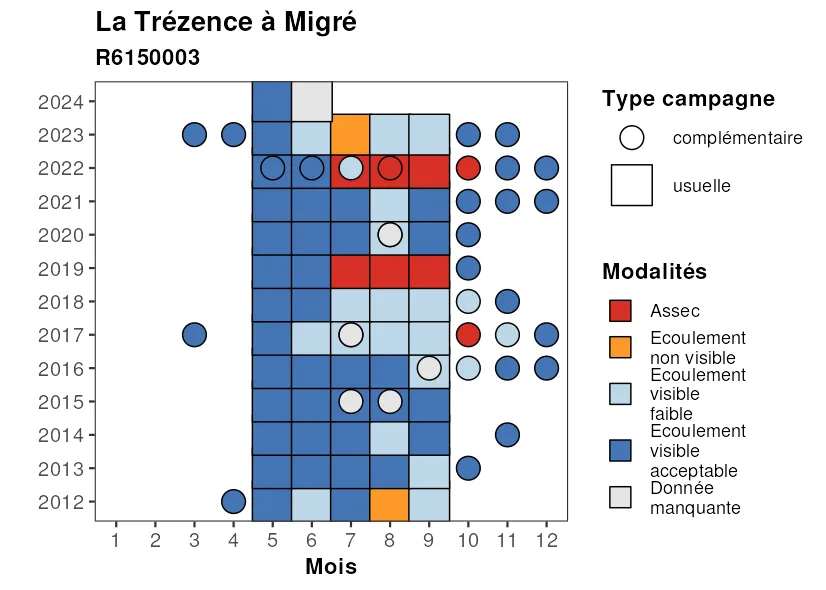 La Trézence à Migré
R6150003
2024
2023
2022
2021
2020
2019
2018
2017
2016
2015
2014
2013
2012
1 2 3 4 5 6 7 8 9 10 11 12
Mois
Type campagne
complémentaire
usuelle
Modalités
Assec
Ecoulement
non visible
Ecoulement
visible
faible
Ecoulement
visible
acceptable
Donnée
manquante